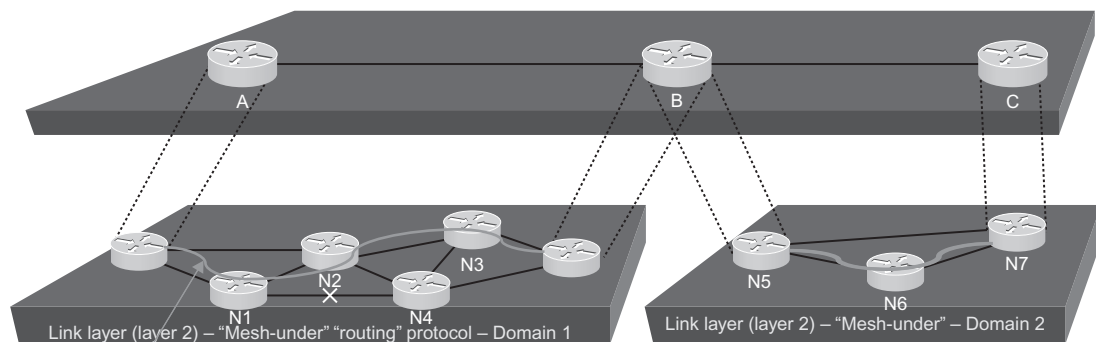 A
B
C
N1
N2
N3
N4
N5
N6
N7
Link layer (layer 2) – “Mesh-under” “routing” protocol – Domain 1
Link layer (layer 2) – “Mesh-under” – Domain 2